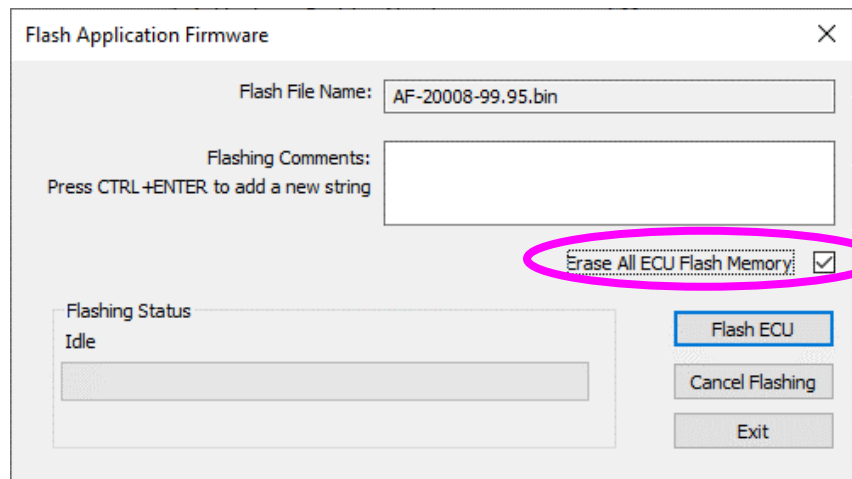 Flash Application Firmware
Flash File Name: AF-20008-99.95.bin
Flashing Comments:
Press CTRL+ENTER to add a new string
Erase All ECU Flash Memory
Flashing Status
Idle
Flash ECU
Cancel Flashing
Exit